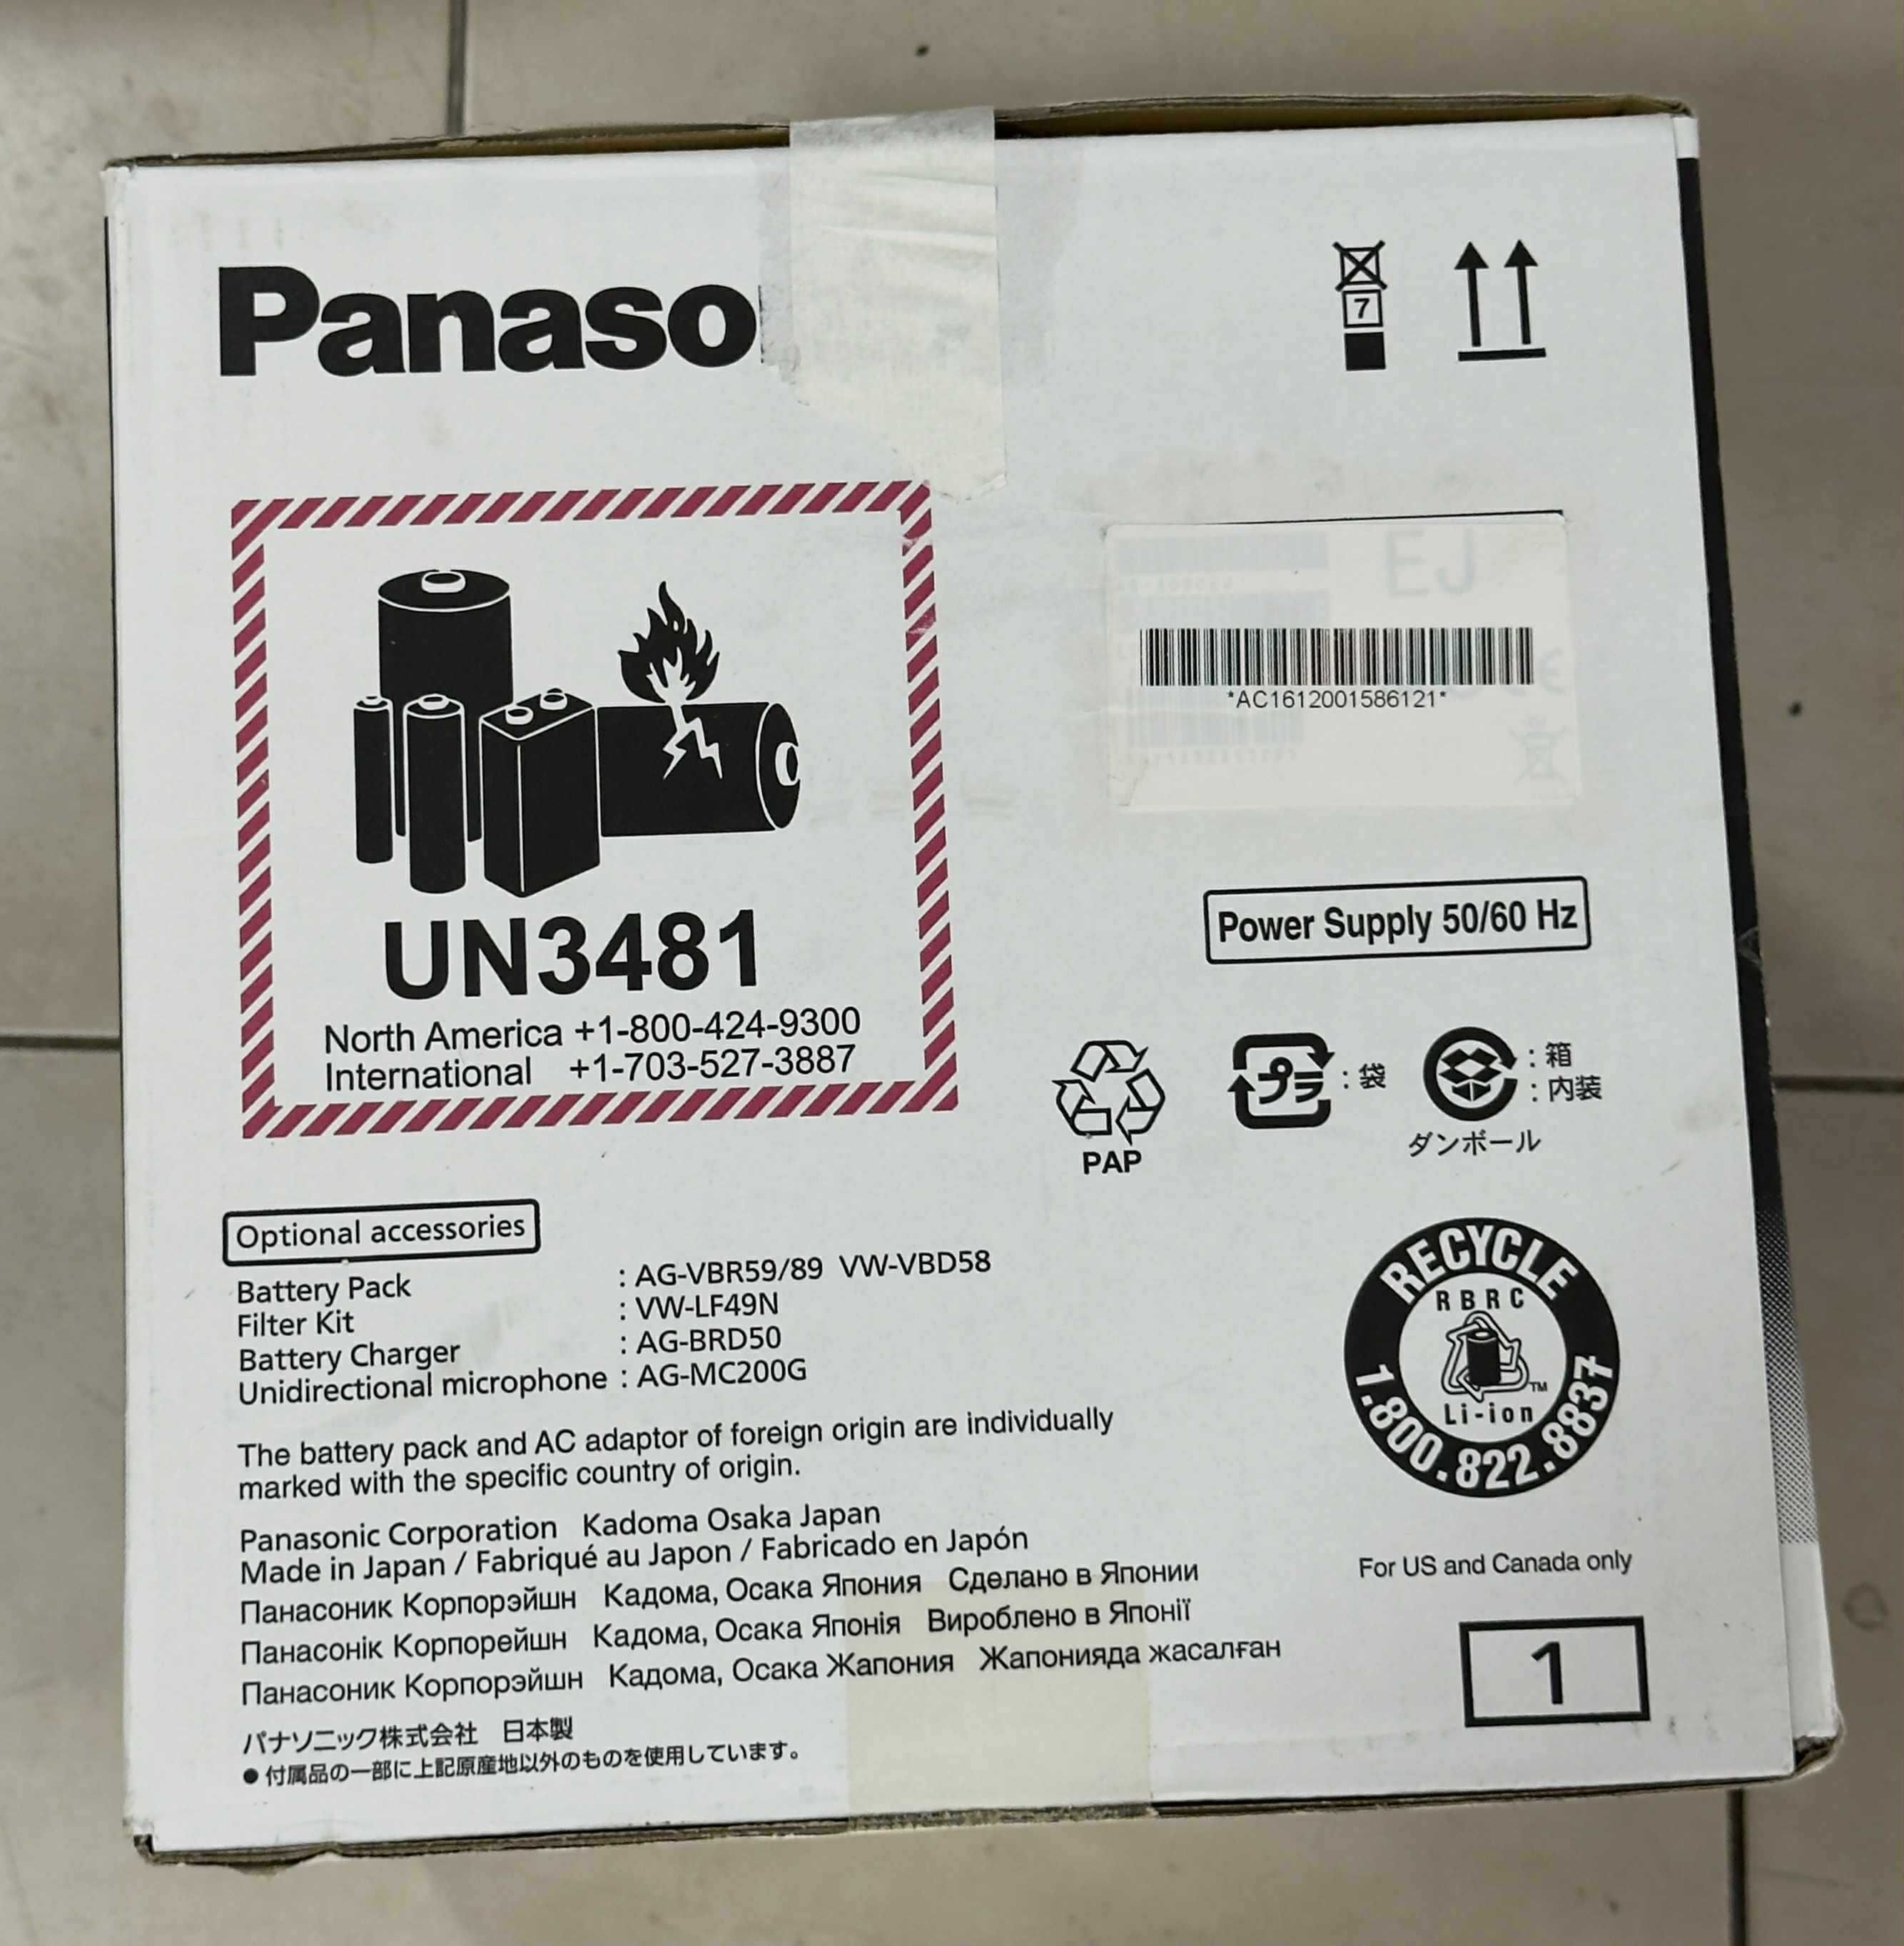 Panaso
7
EJ
*AC1612001586121*
UN3481
North America +1-800-424-9300
International +1-703-527-3887
Power Supply 50/60 Hz
PAP
プラ : 袋
: 箱
: 内装
ダンボール
Optional accessories
Battery Pack : AG-VBR59/89 VW-VBD58
Filter Kit : VW-LF49N
Battery Charger : AG-BRD50
Unidirectional microphone : AG-MC200G
RECYCLE
RBRC
TM
Li-ion
1.800.822.8837
The battery pack and AC adaptor of foreign origin are individually
marked with the specific country of origin.
Panasonic Corporation Kadoma Osaka Japan
Made in Japan / Fabriqué au Japon / Fabricado en Japón
Панасоник Корпорэйшн Кадома, Осака Япония Сделано в Японии
Панасонік Корпорейшн Кадома, Осака Японія Вироблено в Японії
Панасоник Корпорэйшн Кадома, Осака Жапония Жапонияда жасалған
For US and Canada only
1
パナソニック株式会社 日本製
● 付属品の一部に上記原産地以外のものを使用しています。